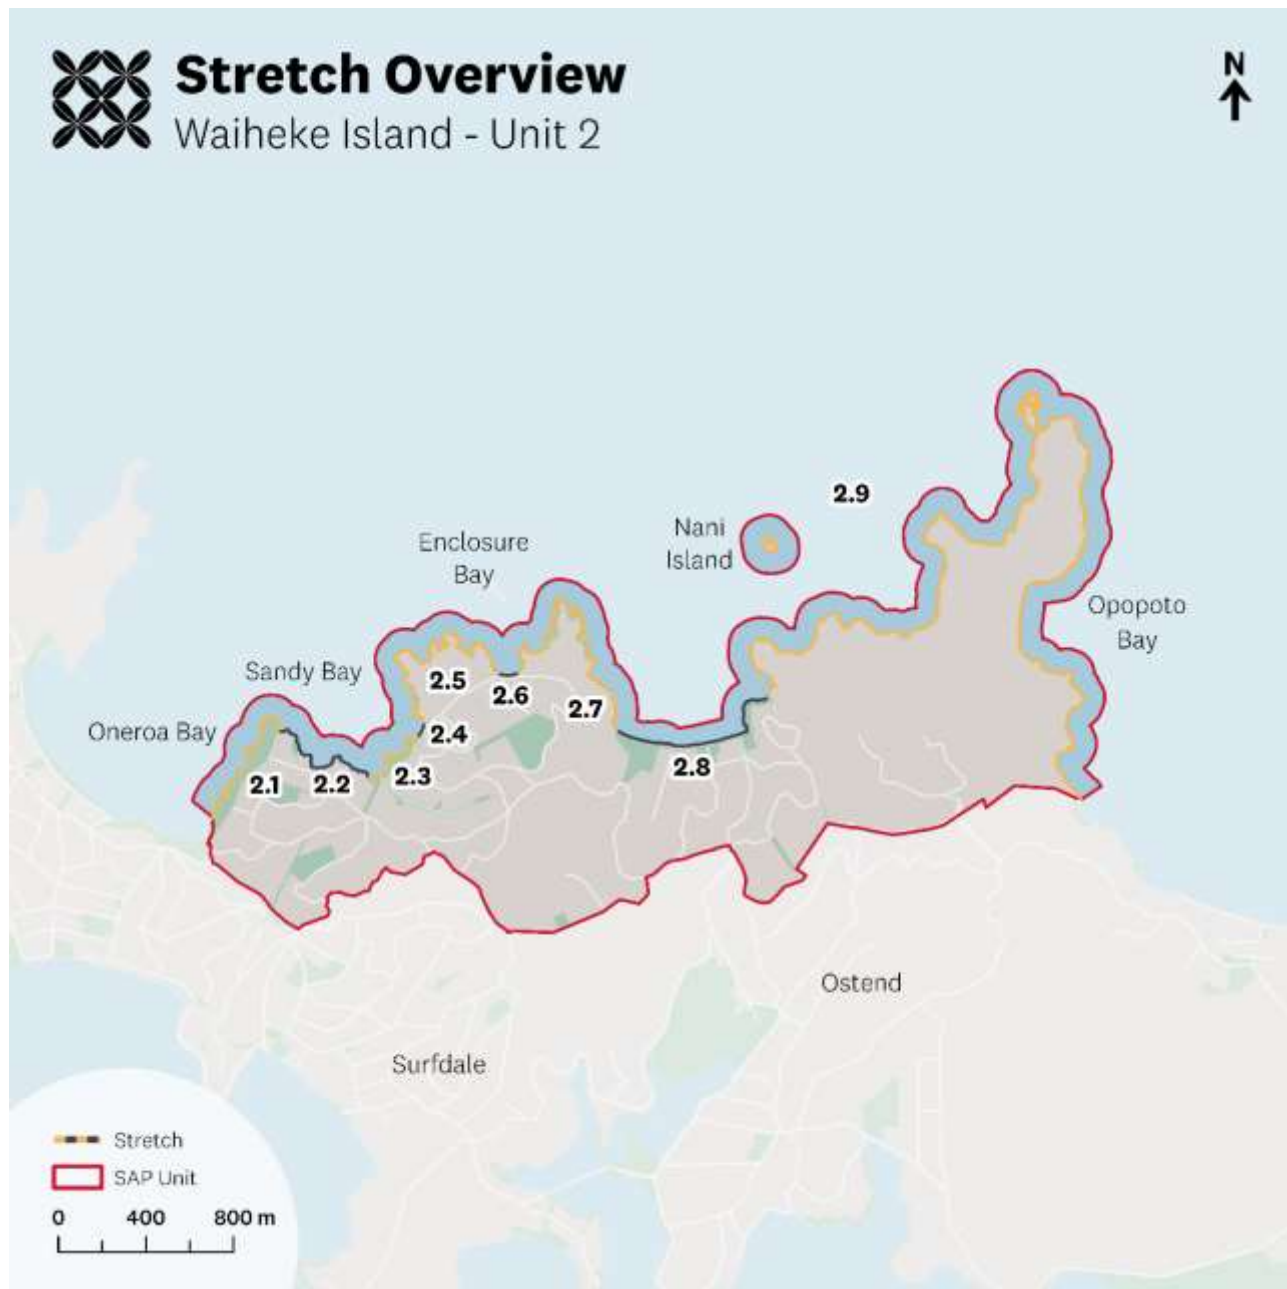 Stretch Overview
Waiheke Island - Unit 2
N
2.9
Nani
Island
Enclosure
Bay
Opopoto
Bay
Sandy Bay
2.5
2.6
2.7
Oneroa Bay
2.4
2.8
2.3
2.1
2.2
Ostend
Surfdale
Stretch
SAP Unit
0 400 800 m